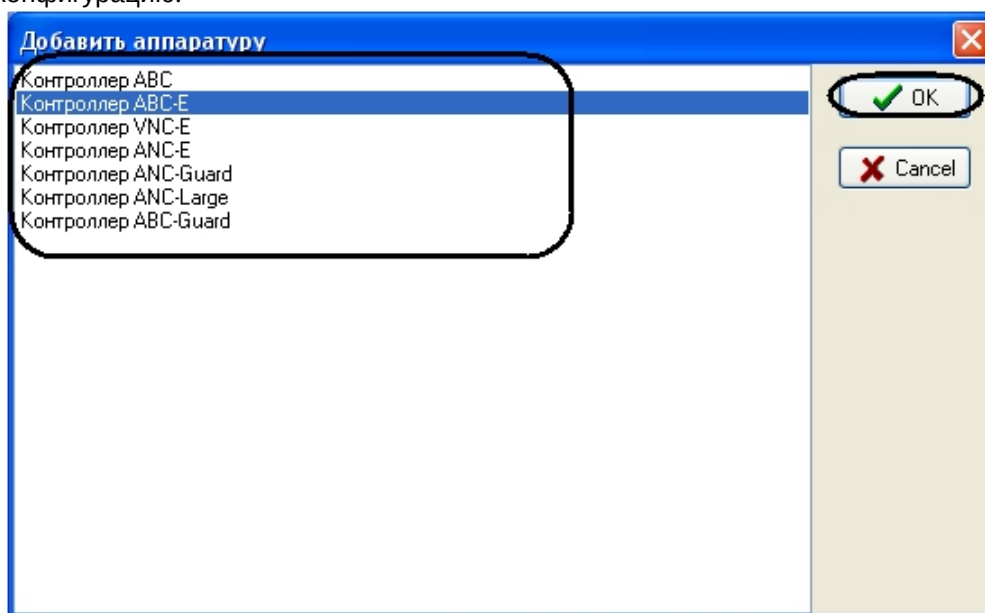 конфигурацию.
Добавить аппаратуру
Контроллер ABC
Контроллер ABC-E
Контроллер VNC-E
Контроллер ANC-E
Контроллер ANC-Guard
Контроллер ANC-Large
Контроллер ABC-Guard
OK
Cancel